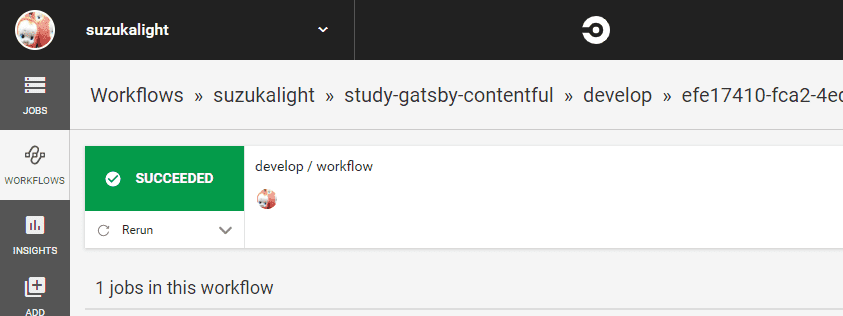 suzukalight
JOBS
Workflows » suzukalight » study-gatsby-contentful » develop » efe17410-fca2-4ec
WORKFLOWS
SUCCEEDED
develop / workflow
Rerun
INSIGHTS
1 jobs in this workflow
ADD